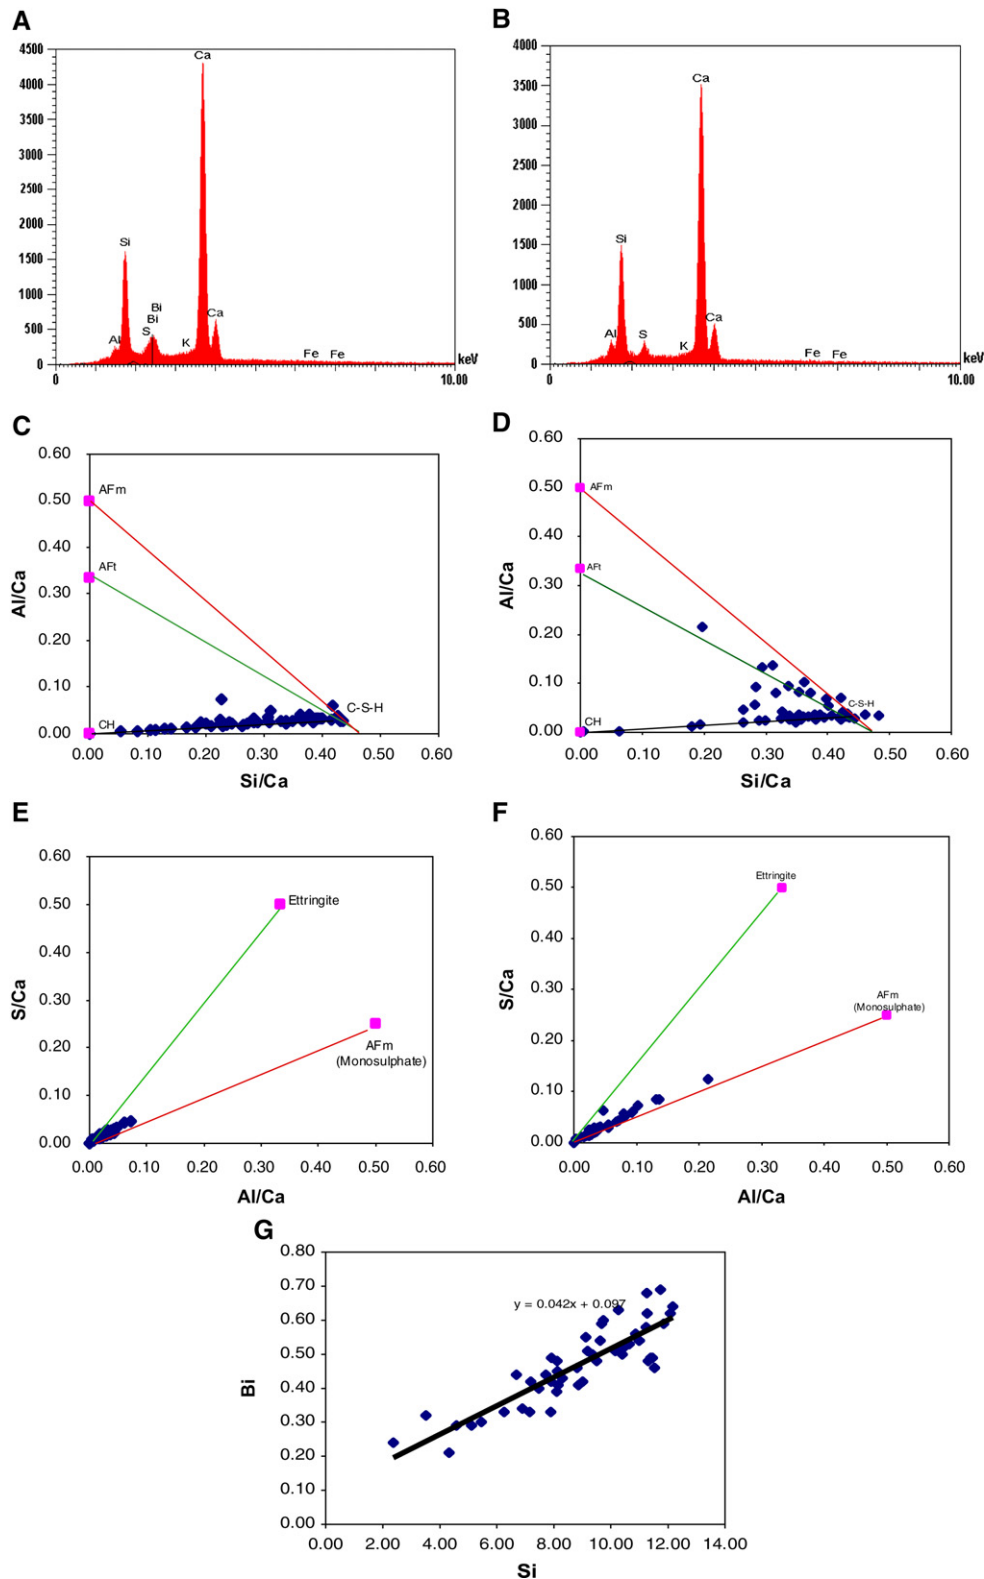 A
B
4500
4000
3500
3000
2500
2000
1500
1000
500
0
Ca
Si
Al
S
Bi
Bi
K
Ca
Fe
Fe
keV
0
10.00
4000
3500
3000
2500
2000
1500
1000
500
0
Ca
Si
Al
S
K
Ca
Fe
Fe
keV
0
10.00
C
D
0.60
0.50
0.40
0.30
0.20
0.10
0.00
Al/Ca
AFm
AFt
CH
C-S-H
0.00 0.10 0.20 0.30 0.40 0.50 0.60
Si/Ca
0.60
0.50
0.40
0.30
0.20
0.10
0.00
Al/Ca
AFm
AFt
CH
C-S-H
0.00 0.10 0.20 0.30 0.40 0.50 0.60
Si/Ca
E
F
0.60
0.50
0.40
0.30
0.20
0.10
0.00
S/Ca
Ettringite
AFm
(Monosulphate)
0.00 0.10 0.20 0.30 0.40 0.50 0.60
Al/Ca
0.60
0.50
0.40
0.30
0.20
0.10
0.00
S/Ca
Ettringite
AFm
(Monosulphate)
0.00 0.10 0.20 0.30 0.40 0.50 0.60
Al/Ca
G
0.80
0.70
0.60
0.50
0.40
0.30
0.20
0.10
0.00
Bi
y = 0.042x + 0.097
0.00 2.00 4.00 6.00 8.00 10.00 12.00 14.00
Si